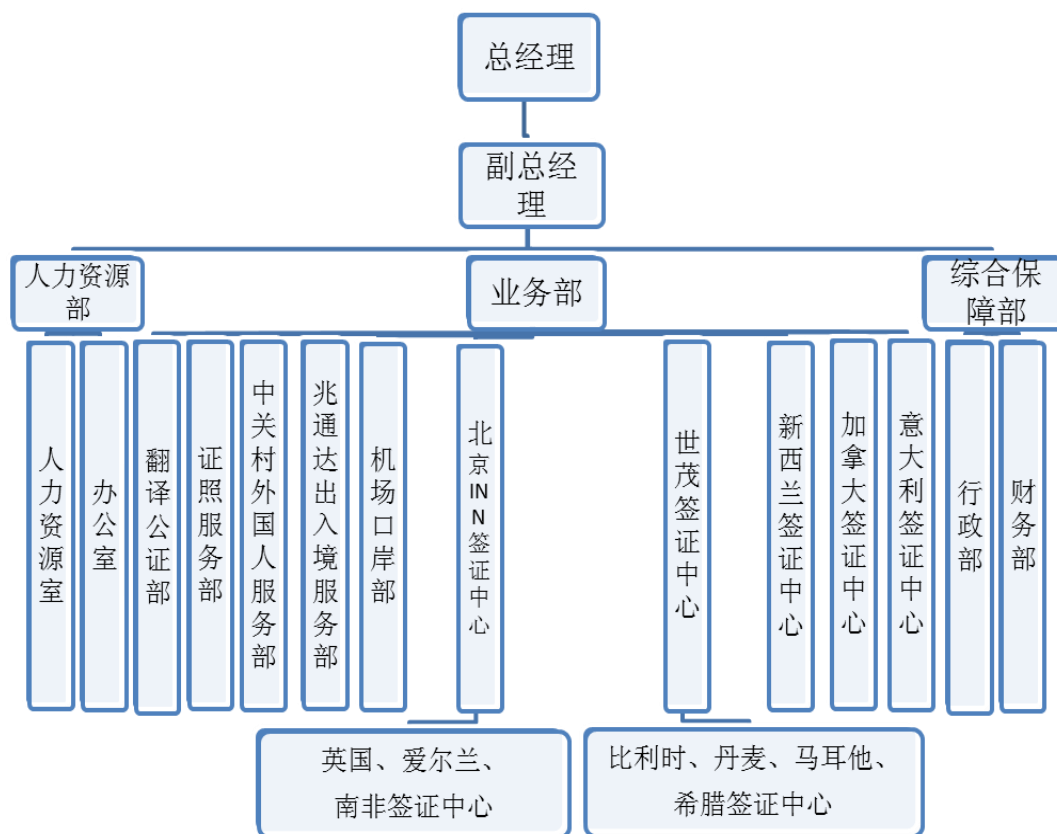 总经理
副总经
理
人力资源
部
业务部
综合保
障部
人力资源室
办公室
翻译公证部
证照服务部
中关村外国人服务部
兆通达出入境服务部
机场口岸部
北京INN签证中心
世茂签证中心
新西兰签证中心
加拿大签证中心
意大利签证中心
行政部
财务部
英国、爱尔兰、
南非签证中心
比利时、丹麦、马耳他、
希腊签证中心